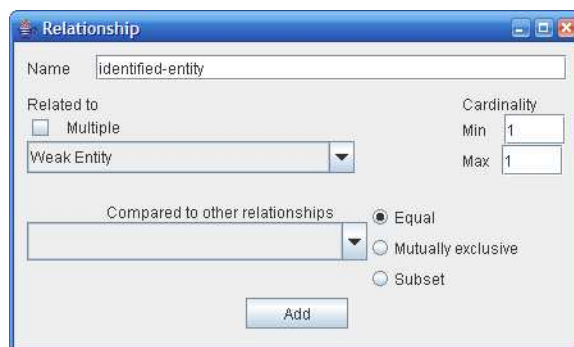 Relationship
Name identified-entity
Related to Cardinality
Multiple Min 1
Weak Entity Max 1
Compared to other relationships Equal
Mutually exclusive
Subset
Add